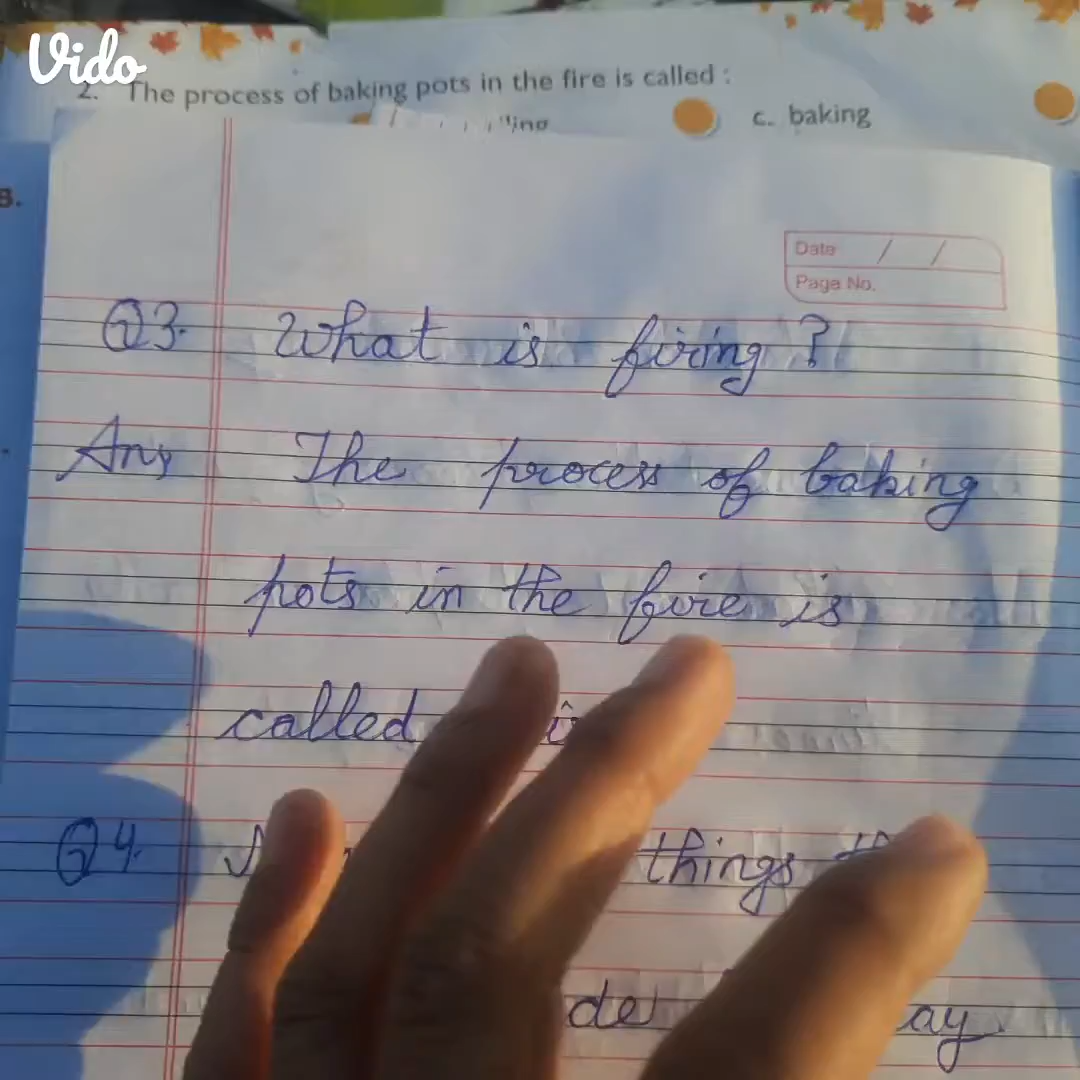 Vido
2. The process of baking pots in the fire is called :
c. baking
B.
Date / /
Page No.
Q3. What is firing ?
Ans The process of baking
pots in the fire is
called
Q4. things